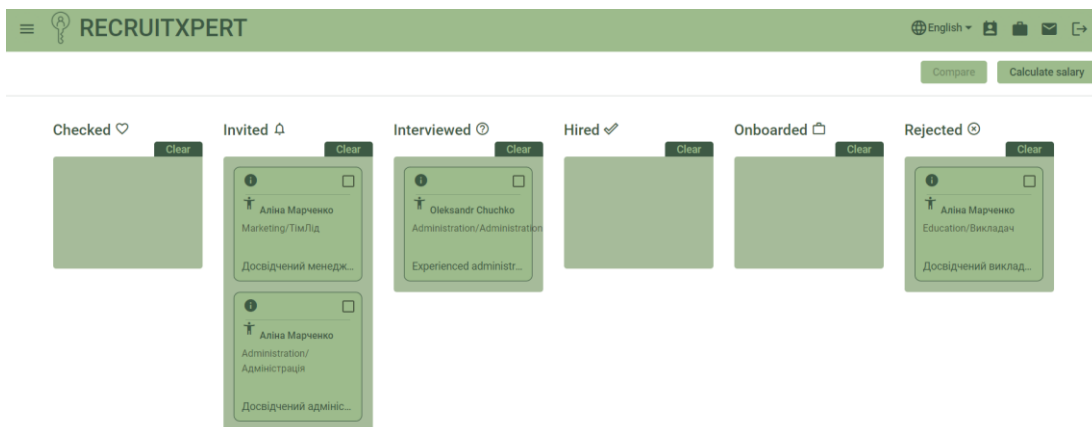 RECRUITXPERT
English
Compare
Calculate salary
Checked
Clear
Invited
Clear
Аліна Марченко
Marketing/ТімЛід
Досвідчений менедж...
Аліна Марченко
Administration/
Адміністрація
Досвідчений адмініс...
Interviewed
Clear
Oleksandr Chuchko
Administration/Administration
Experienced administr...
Hired
Clear
Onboarded
Clear
Rejected
Clear
Аліна Марченко
Education/Викладач
Досвідчений виклад...